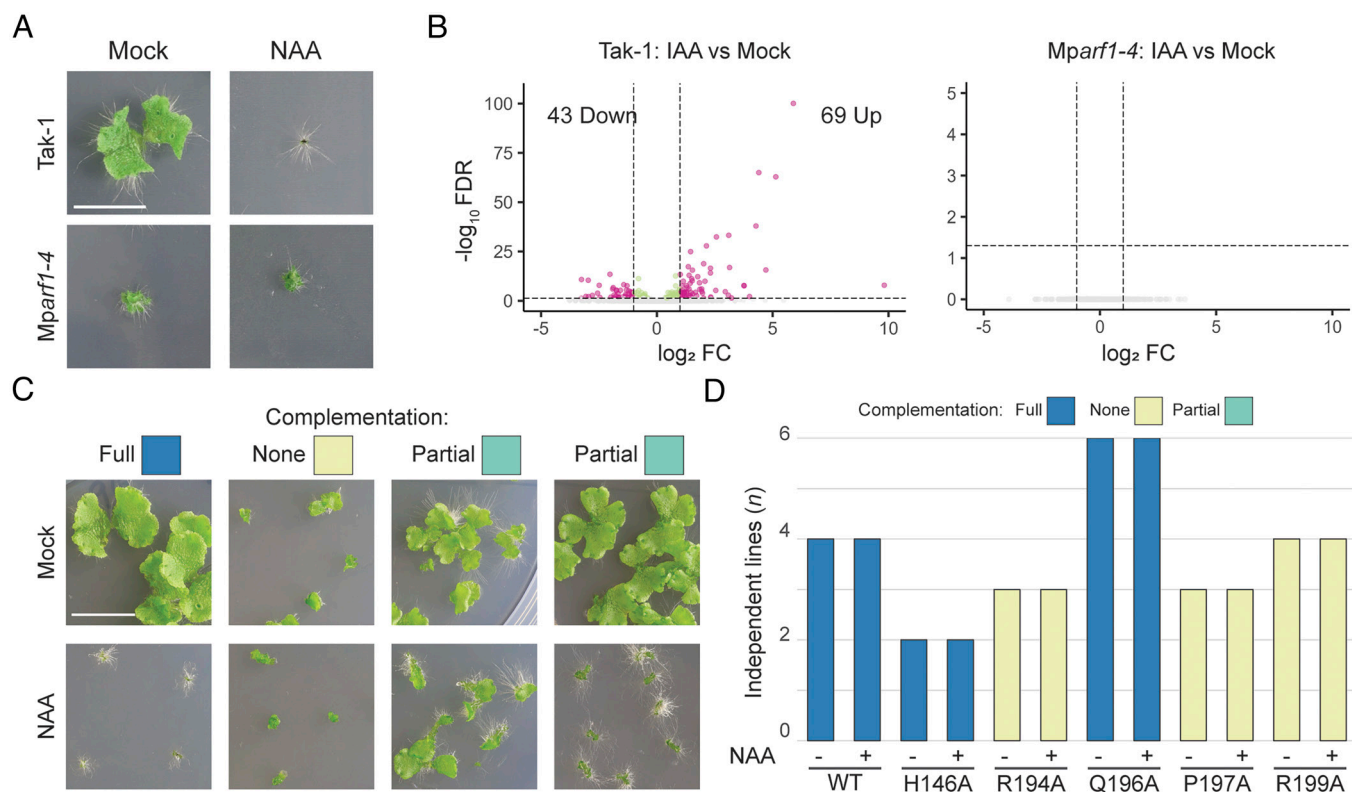 A
Mock NAA
Tak-1
Mparf1-4
B
Tak-1: IAA vs Mock
43 Down 69 Up
-log₁₀ FDR
100
75
50
25
0
-5 0 5 10
log₂ FC
Mparf1-4: IAA vs Mock
5
4
3
2
1
0
-5 0 5 10
log₂ FC
C
Complementation:
Full None Partial Partial
Mock
NAA
D
Complementation: Full None Partial
Independent lines (n)
6
4
2
0
NAA - + - + - + - + - + - +
WT H146A R194A Q196A P197A R199A